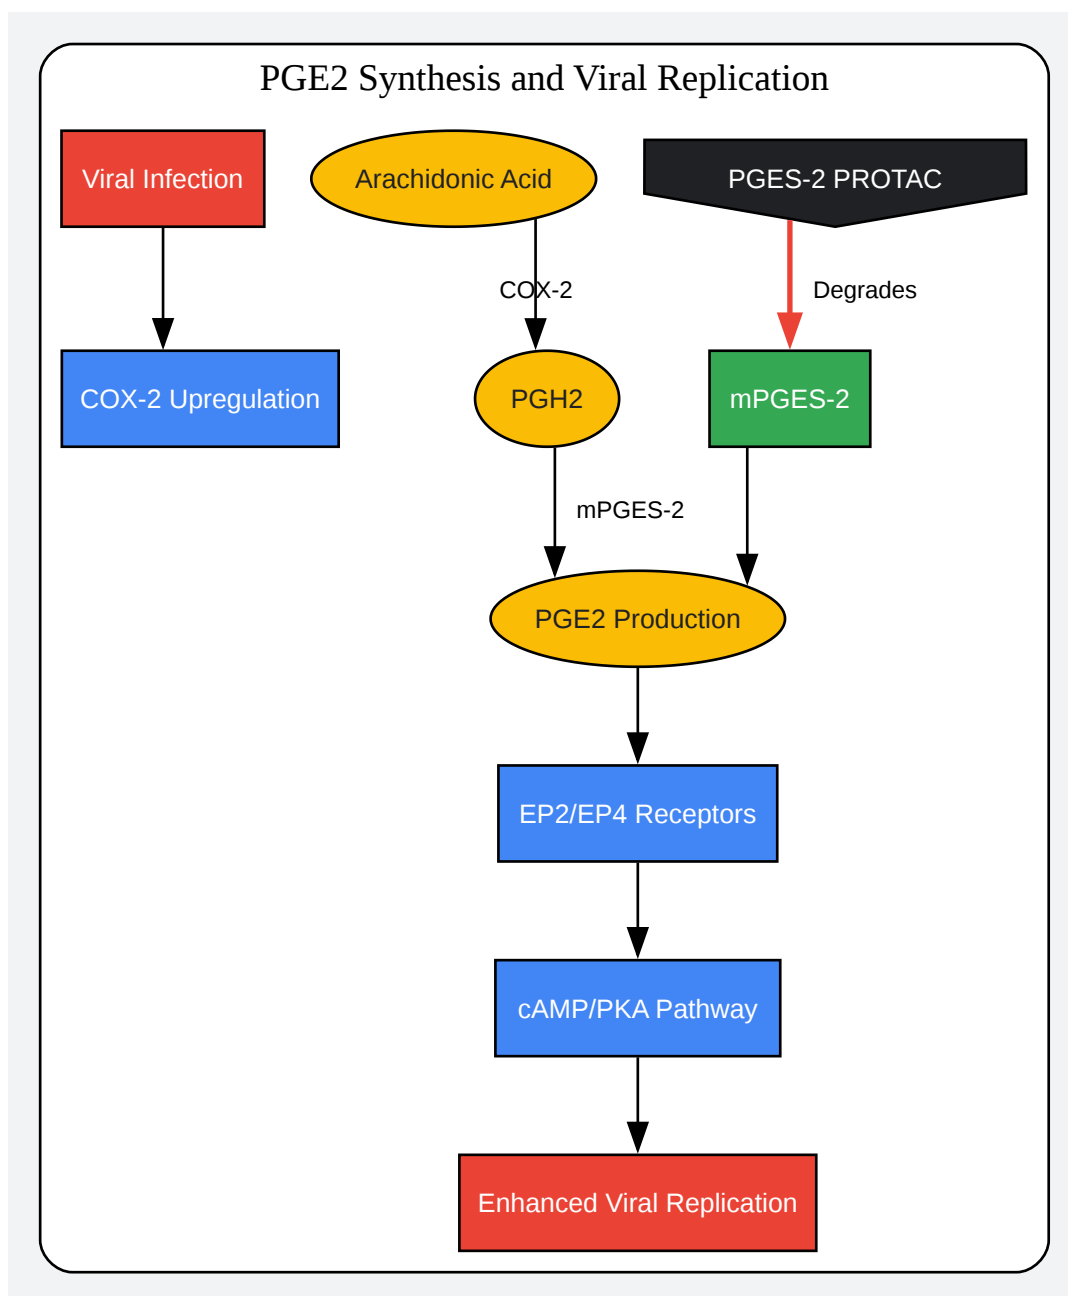 PGE2 Synthesis and Viral Replication
Viral Infection
Arachidonic Acid
PGES-2 PROTAC
COX-2
Degrades
COX-2 Upregulation
PGH2
mPGES-2
mPGES-2
PGE2 Production
EP2/EP4 Receptors
cAMP/PKA Pathway
Enhanced Viral Replication